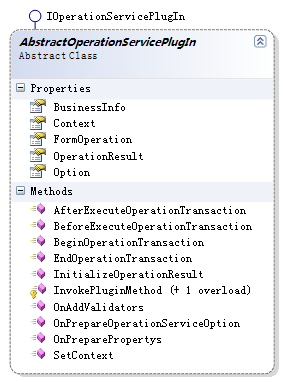 IOperationServicePlugIn
AbstractOperationServicePlugIn
Abstract Class
Properties
BusinessInfo
Context
FormOperation
OperationResult
Option
Methods
AfterExecuteOperationTransaction
BeforeExecuteOperationTransaction
BeginOperationTransaction
EndOperationTransaction
InitializeOperationResult
InvokePluginMethod (+ 1 overload)
OnAddValidators
OnPrepareOperationServiceOption
OnPreparePropertys
SetContext